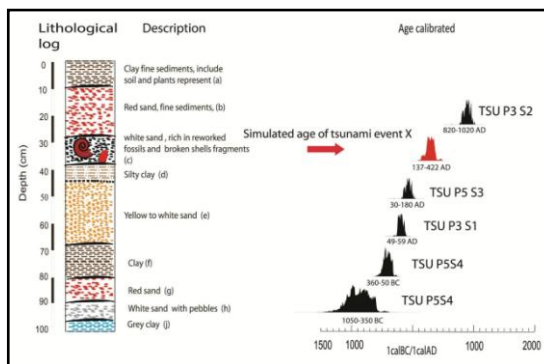 Lithological log
Description
Age calibrated
Depth (cm)
0
10
20
30
40
50
60
70
80
90
100
Clay fine sediments, include
soil and plants represent (a)
Red sand, fine sediments, (b)
white sand , rich in reworked
fossils and broken shells fragments
(c)
Silty clay (d)
Yellow to white sand (e)
Clay (f)
Red sand (g)
White sand with pebbles (h)
Grey clay (j)
Simulated age of tsunami event X
TSU P3 S2
820-1020 AD
137-422 AD
TSU P5 S3
30-180 AD
TSU P3 S1
49-59 AD
TSU P5S4
360-50 BC
TSU P5S4
1050-350 BC
1500 1000 1calBC/1calAD 1000 2000